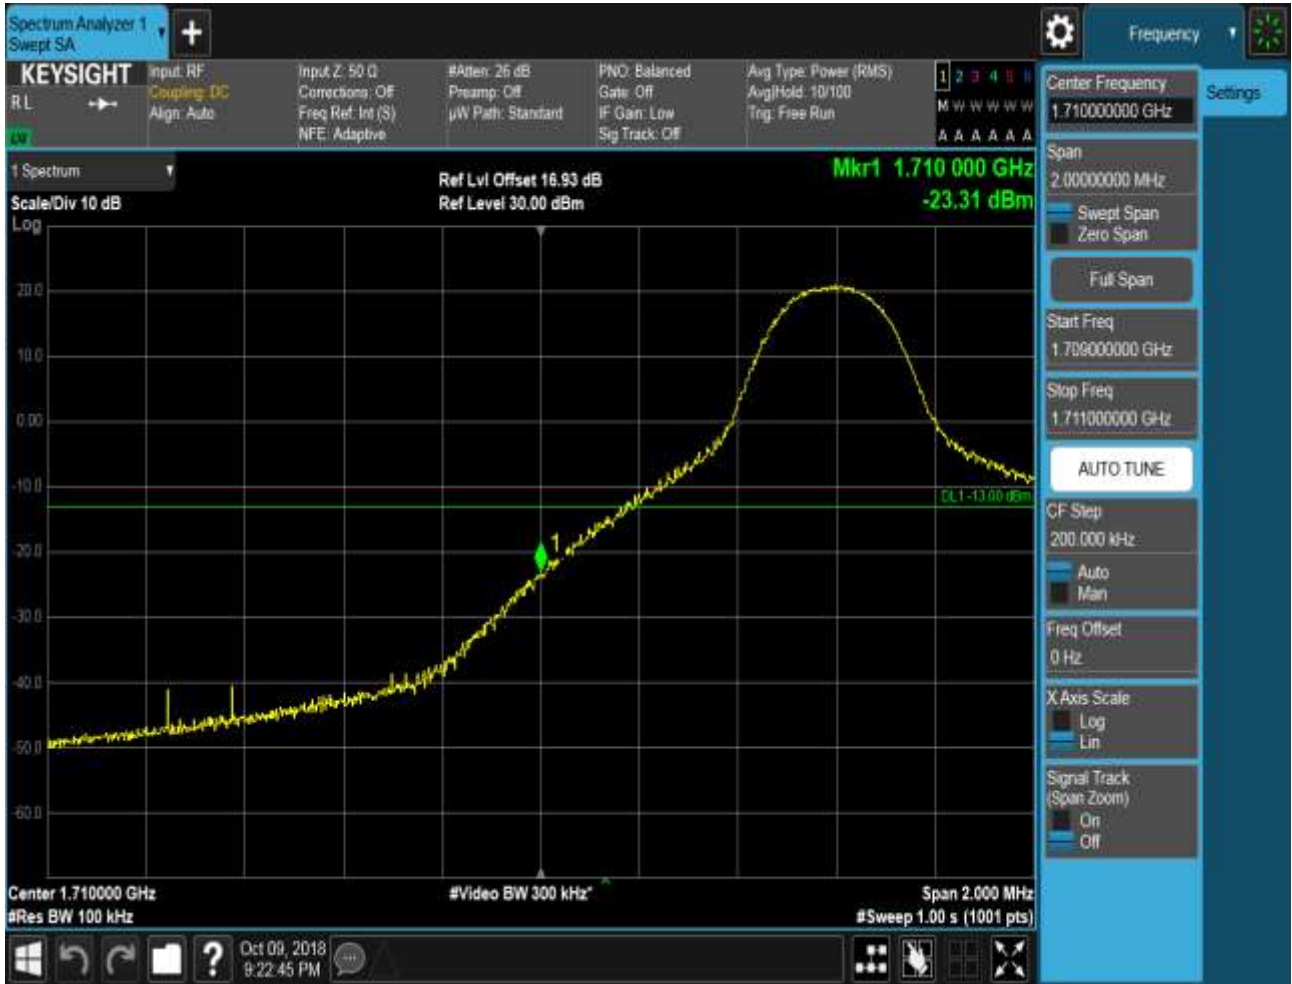 Spectrum Analyzer 1
Swept SA
Frequency
KEYSIGHT
Input: RF
Coupling: DC
Align: Auto
Input Z: 50 Ω
Corrections: Off
Freq Ref: Int (S)
NFE: Adaptive
#Atten: 26 dB
Preamp: Off
µW Path: Standard
PNO: Balanced
Gate: Off
IF Gain: Low
Sig Track: Off
Avg Type: Power (RMS)
Avg|Hold: 10/100
Trig: Free Run
1 2 3 4 5 6
M W W W W W
A A A A A A
R L
Center Frequency
1.710000000 GHz
Settings
Span
2.00000000 MHz
Swept Span
Zero Span
Full Span
Start Freq
1.709000000 GHz
Stop Freq
1.711000000 GHz
AUTO TUNE
CF Step
200.000 kHz
Auto
Man
Freq Offset
0 Hz
X Axis Scale
Log
Lin
Signal Track
(Span Zoom)
On
Off
1 Spectrum
Scale/Div 10 dB
Log
Ref Lvl Offset 16.93 dB
Ref Level 30.00 dBm
Mkr1 1.710 000 GHz
-23.31 dBm
20.0
10.0
0.00
-10.0
DL1 -13.00 dBm
-20.0
1
-30.0
-40.0
-50.0
-60.0
Center 1.710000 GHz
#Video BW 300 kHz*
Span 2.000 MHz
#Res BW 100 kHz
#Sweep 1.00 s (1001 pts)
?
Oct 09, 2018
9:22:45 PM